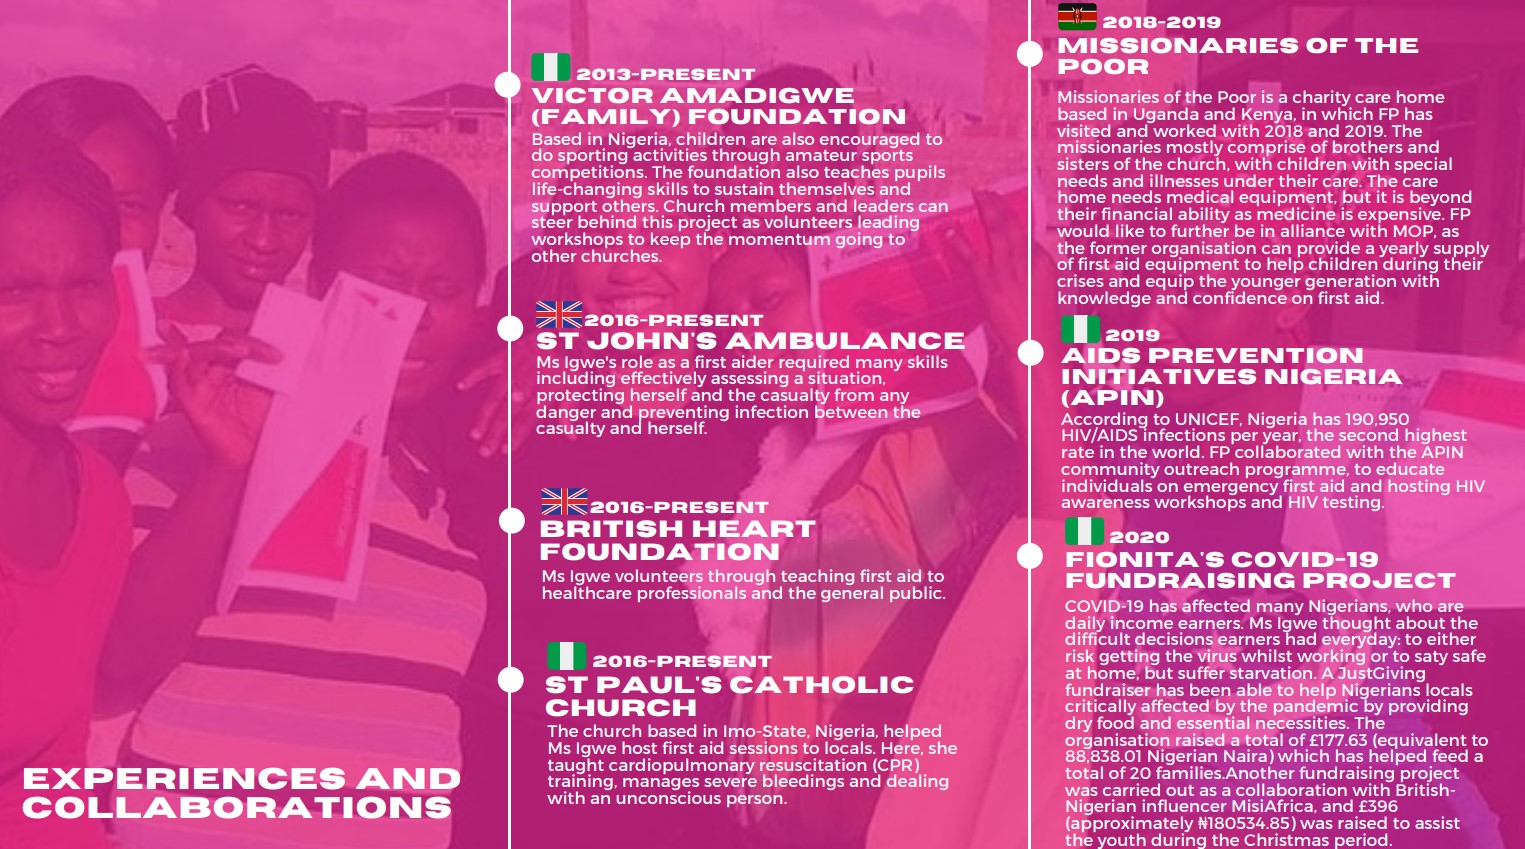 EXPERIENCES AND
COLLABORATIONS
2013-PRESENT
VICTOR AMADIGWE
(FAMILY) FOUNDATION
Based in Nigeria, children are also encouraged to
do sporting activities through amateur sports
competitions. The foundation also teaches pupils
life-changing skills to sustain themselves and
support others. Church members and leaders can
steer behind this project as volunteers leading
workshops to keep the momentum going to
other churches.
2016-PRESENT
ST JOHN'S AMBULANCE
Ms Igwe's role as a first aider required many skills
including effectively assessing a situation,
protecting herself and the casualty from any
danger and preventing infection between the
casualty and herself.
2016-PRESENT
BRITISH HEART
FOUNDATION
Ms Igwe volunteers through teaching first aid to
healthcare professionals and the general public.
2016-PRESENT
ST PAUL'S CATHOLIC
CHURCH
The church based in Imo-State, Nigeria, helped
Ms Igwe host first aid sessions to locals. Here, she
taught cardiopulmonary resuscitation (CPR)
training, manages severe bleedings and dealing
with an unconscious person.
2018-2019
MISSIONARIES OF THE
POOR
Missionaries of the Poor is a charity care home
based in Uganda and Kenya, in which FP has
visited and worked with 2018 and 2019. The
missionaries mostly comprise of brothers and
sisters of the church, with children with special
needs and illnesses under their care. The care
home needs medical equipment, but it is beyond
their financial ability as medicine is expensive. FP
would like to further be in alliance with MOP, as
the former organisation can provide a yearly supply
of first aid equipment to help children during their
crises and equip the younger generation with
knowledge and confidence on first aid.
2019
AIDS PREVENTION
INITIATIVES NIGERIA
(APIN)
According to UNICEF, Nigeria has 190,950
HIV/AIDS infections per year, the second highest
rate in the world. FP collaborated with the APIN
community outreach programme, to educate
individuals on emergency first aid and hosting HIV
awareness workshops and HIV testing.
2020
FIONITA'S COVID-19
FUNDRAISING PROJECT
COVID-19 has affected many Nigerians, who are
daily income earners. Ms Igwe thought about the
difficult decisions earners had everyday: to either
risk getting the virus whilst working or to saty safe
at home, but suffer starvation. A JustGiving
fundraiser has been able to help Nigerians locals
critically affected by the pandemic by providing
dry food and essential necessities. The
organisation raised a total of £177.63 (equivalent to
88,838.01 Nigerian Naira) which has helped feed a
total of 20 families.Another fundraising project
was carried out as a collaboration with British-
Nigerian influencer MisiAfrica, and £396
(approximately ₦180534.85) was raised to assist
the youth during the Christmas period.